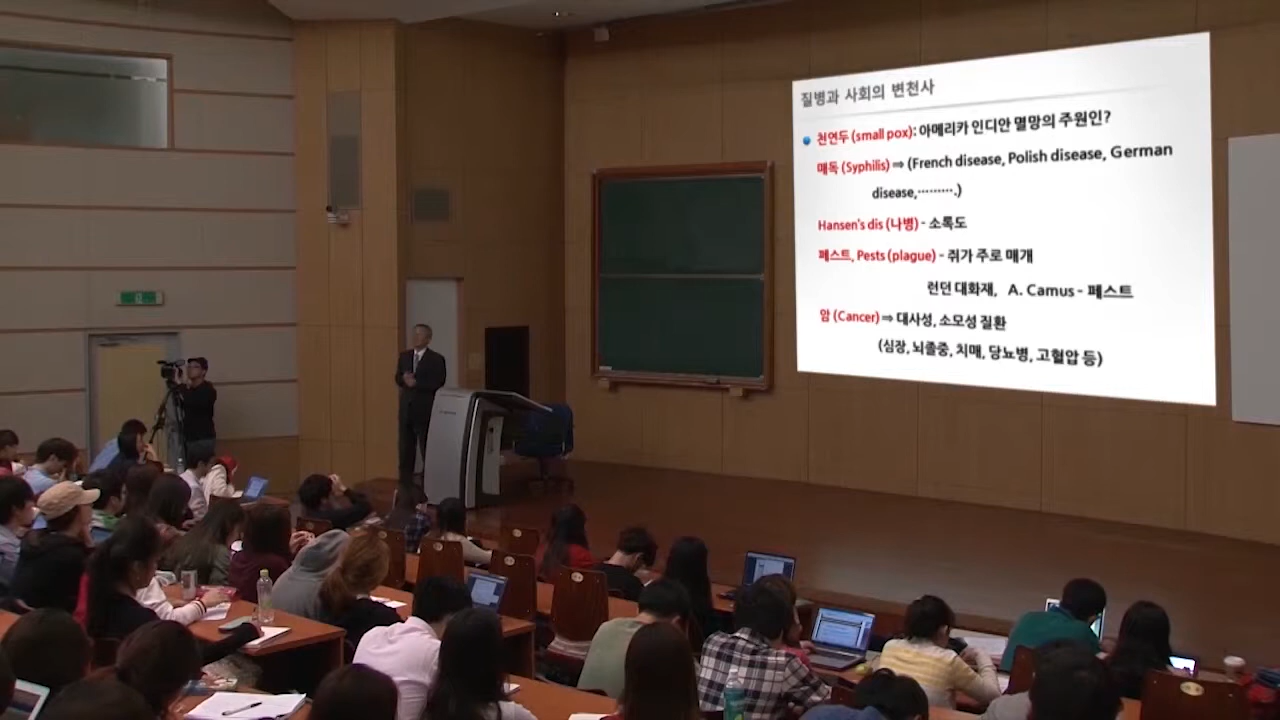 질병과 사회의 변천사
천연두 (small pox): 아메리카 인디안 멸망의 주원인?
매독 (Syphilis) ⇒ (French disease, Polish disease, German
disease,⋯⋯⋯.)
Hansen's dis (나병) - 소록도
페스트, Pests (plague) - 쥐가 주로 매개
런던 대화재, A. Camus - 페스트
암 (Cancer) ⇒ 대사성, 소모성 질환
(심장, 뇌졸중, 치매, 당뇨병, 고혈압 등)